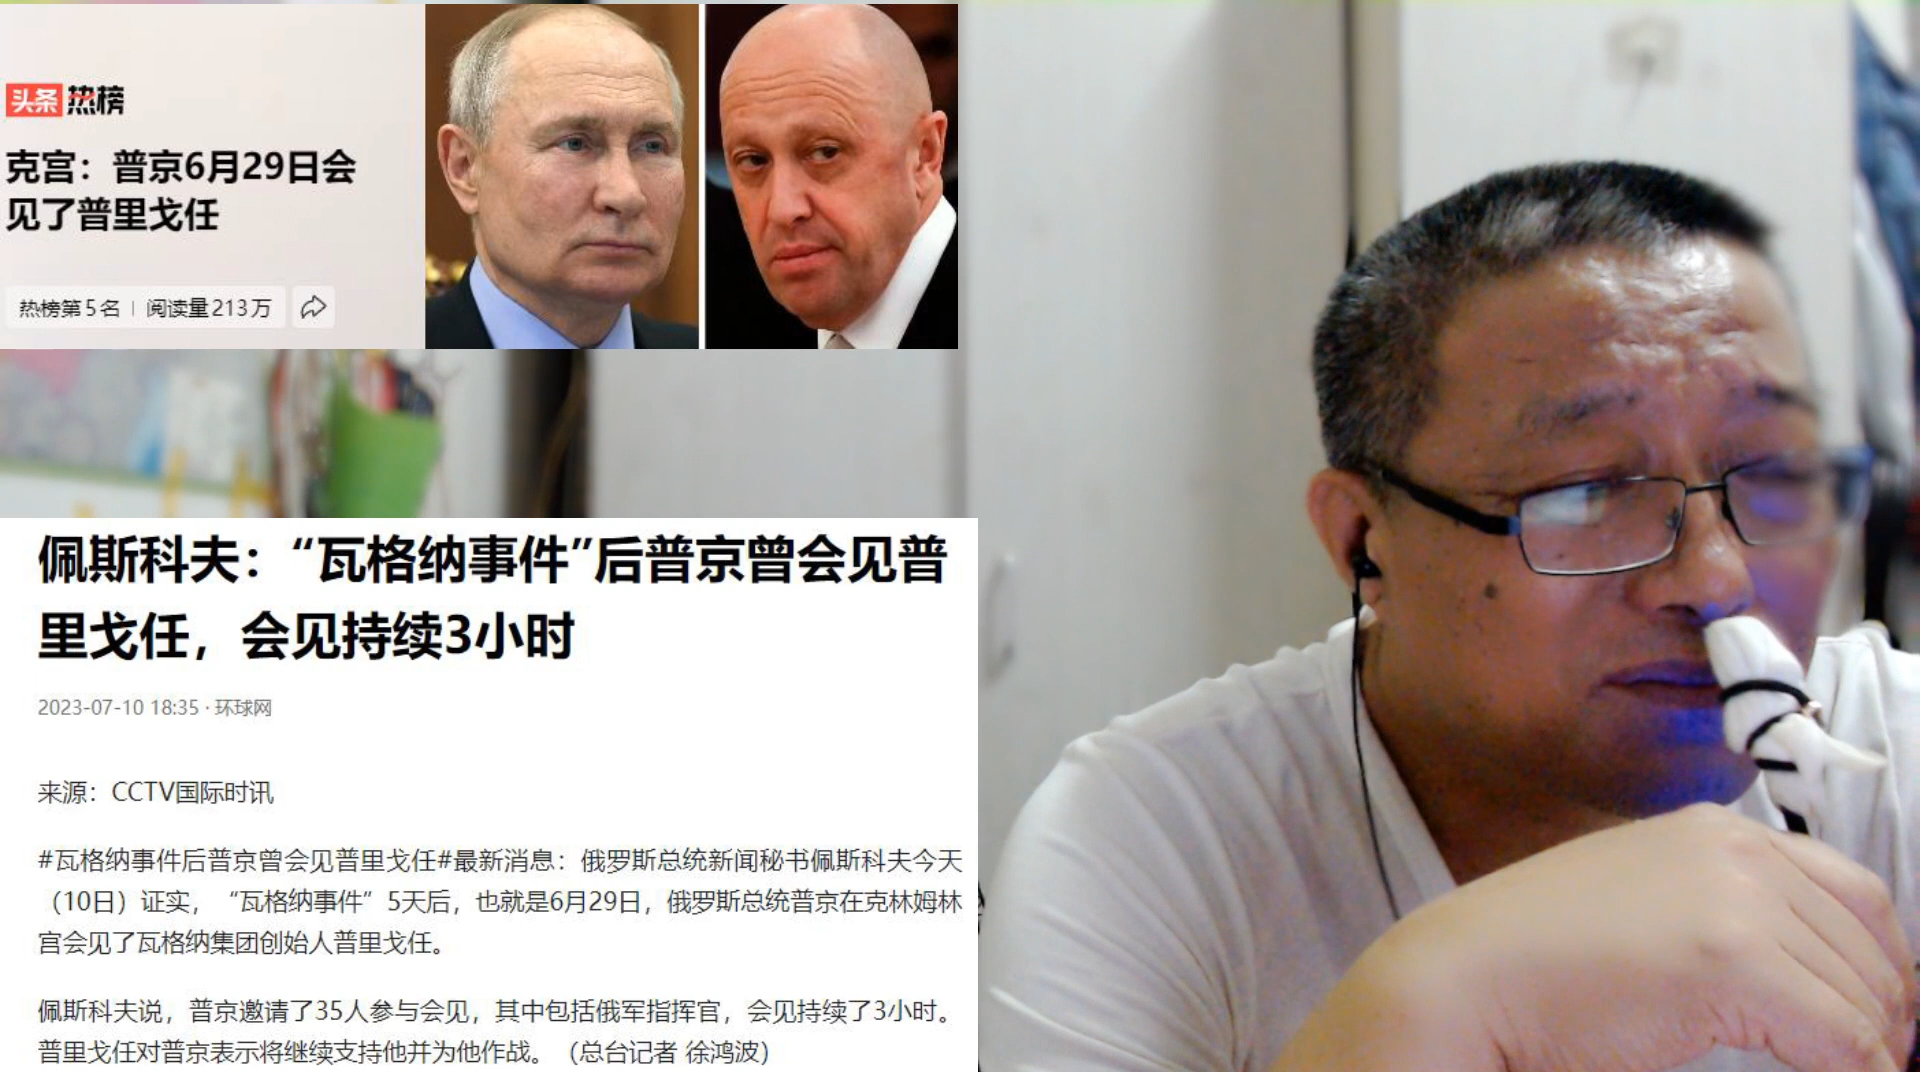 头条 热榜
克宫：普京6月29日会
见了普里戈任
热榜第5名 | 阅读量213万
佩斯科夫：“瓦格纳事件”后普京曾会见普
里戈任，会见持续3小时
2023-07-10 18:35 · 环球网
来源：CCTV国际时讯
#瓦格纳事件后普京曾会见普里戈任#最新消息：俄罗斯总统新闻秘书佩斯科夫今天
（10日）证实，“瓦格纳事件”5天后，也就是6月29日，俄罗斯总统普京在克林姆林
宫会见了瓦格纳集团创始人普里戈任。
佩斯科夫说，普京邀请了35人参与会见，其中包括俄军指挥官，会见持续了3小时。
普里戈任对普京表示将继续支持他并为他作战。（总台记者 徐鸿波）